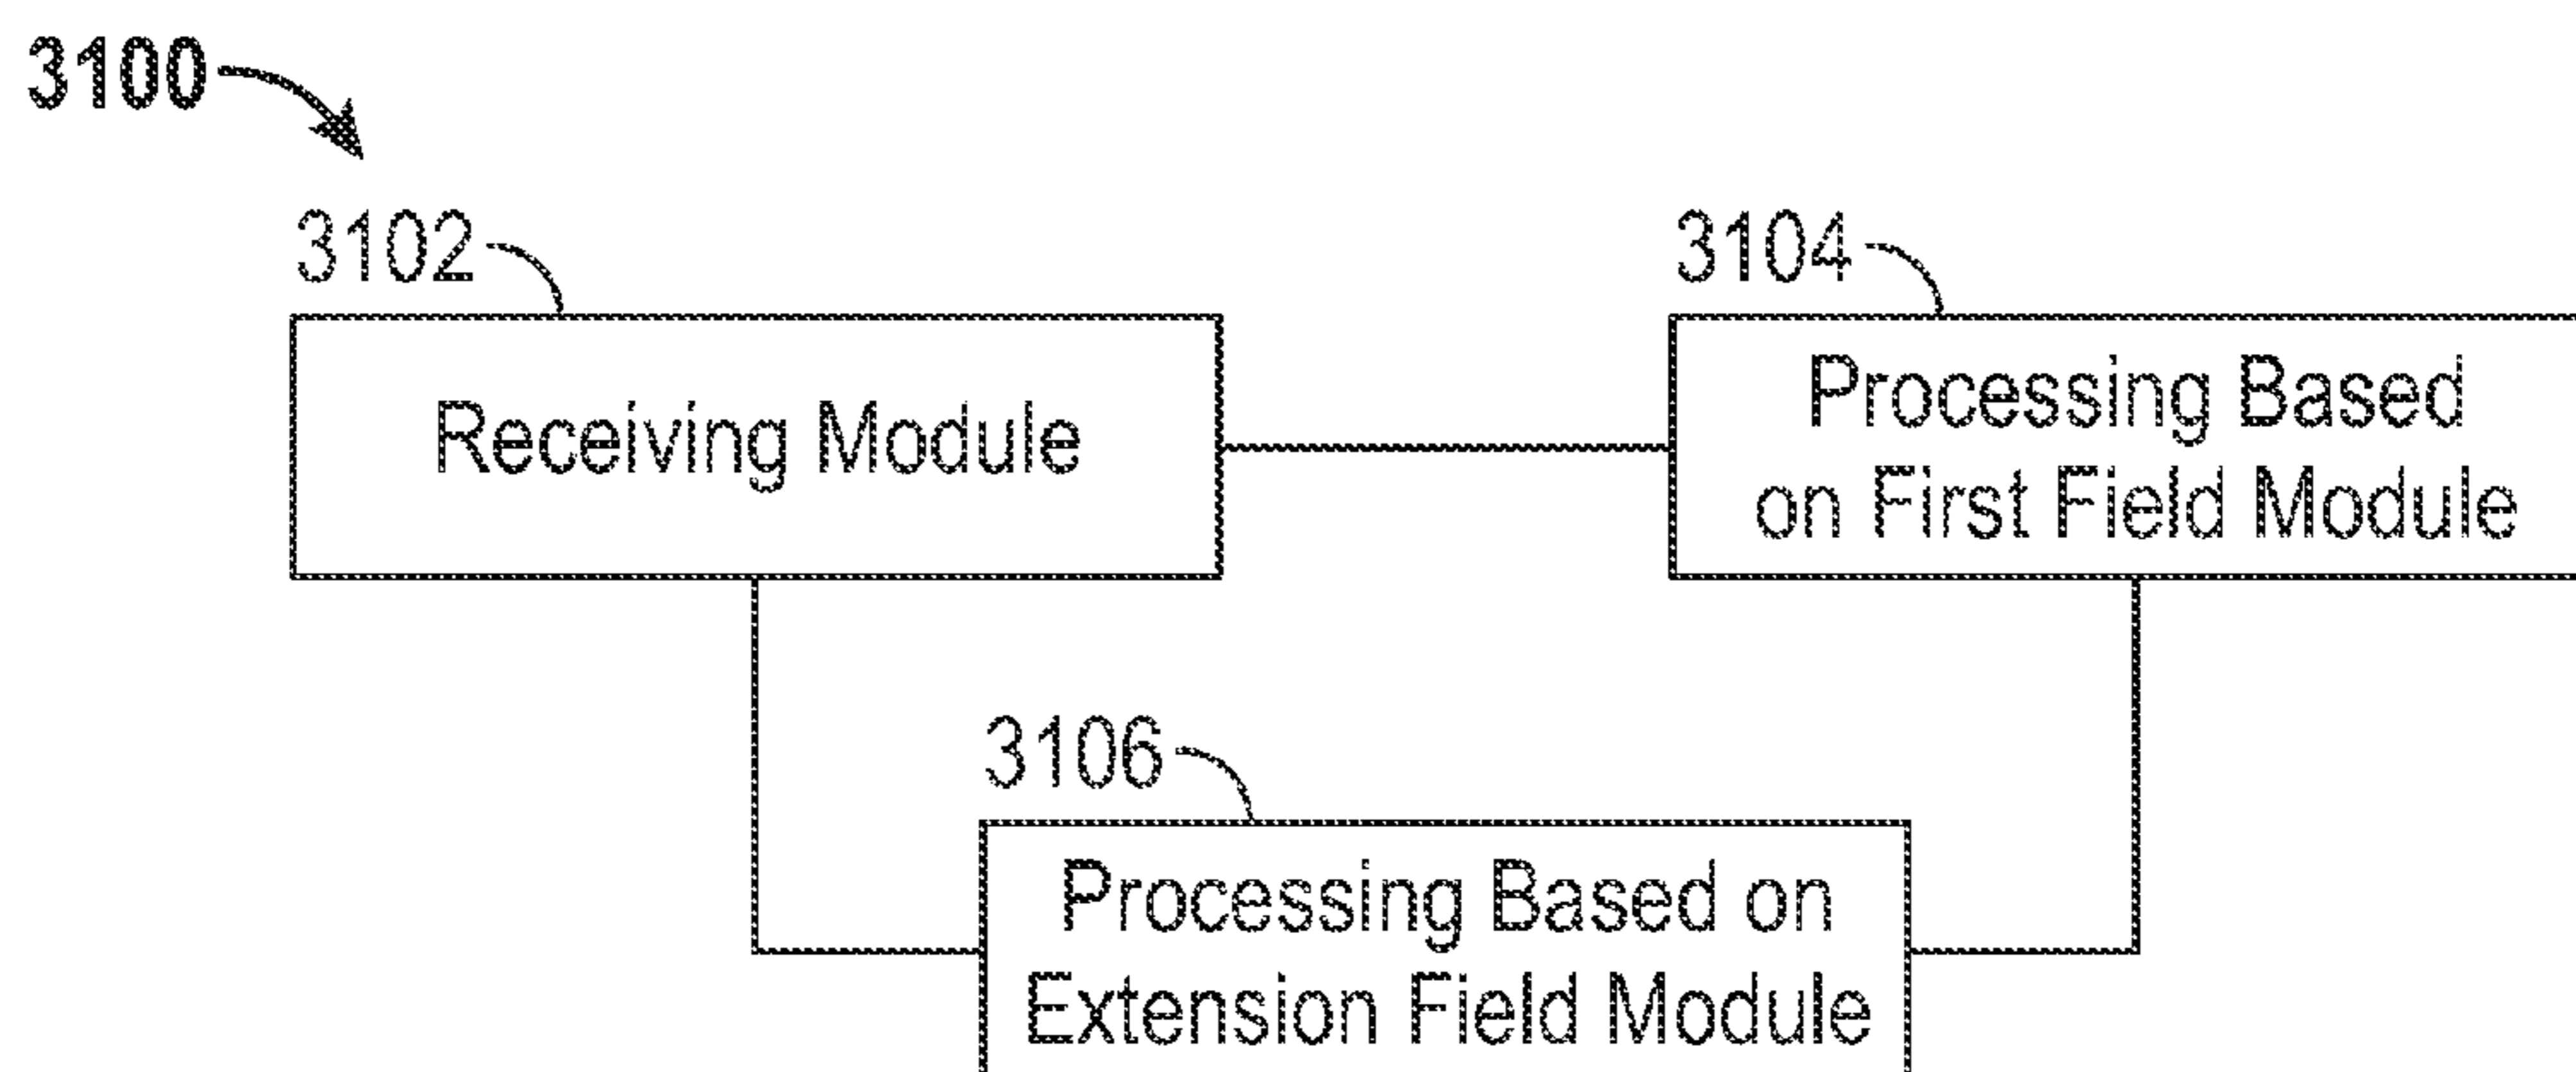 3100
3102
3104
Receiving Module
Processing Based
on First Field Module
3106
Processing Based on
Extension Field Module